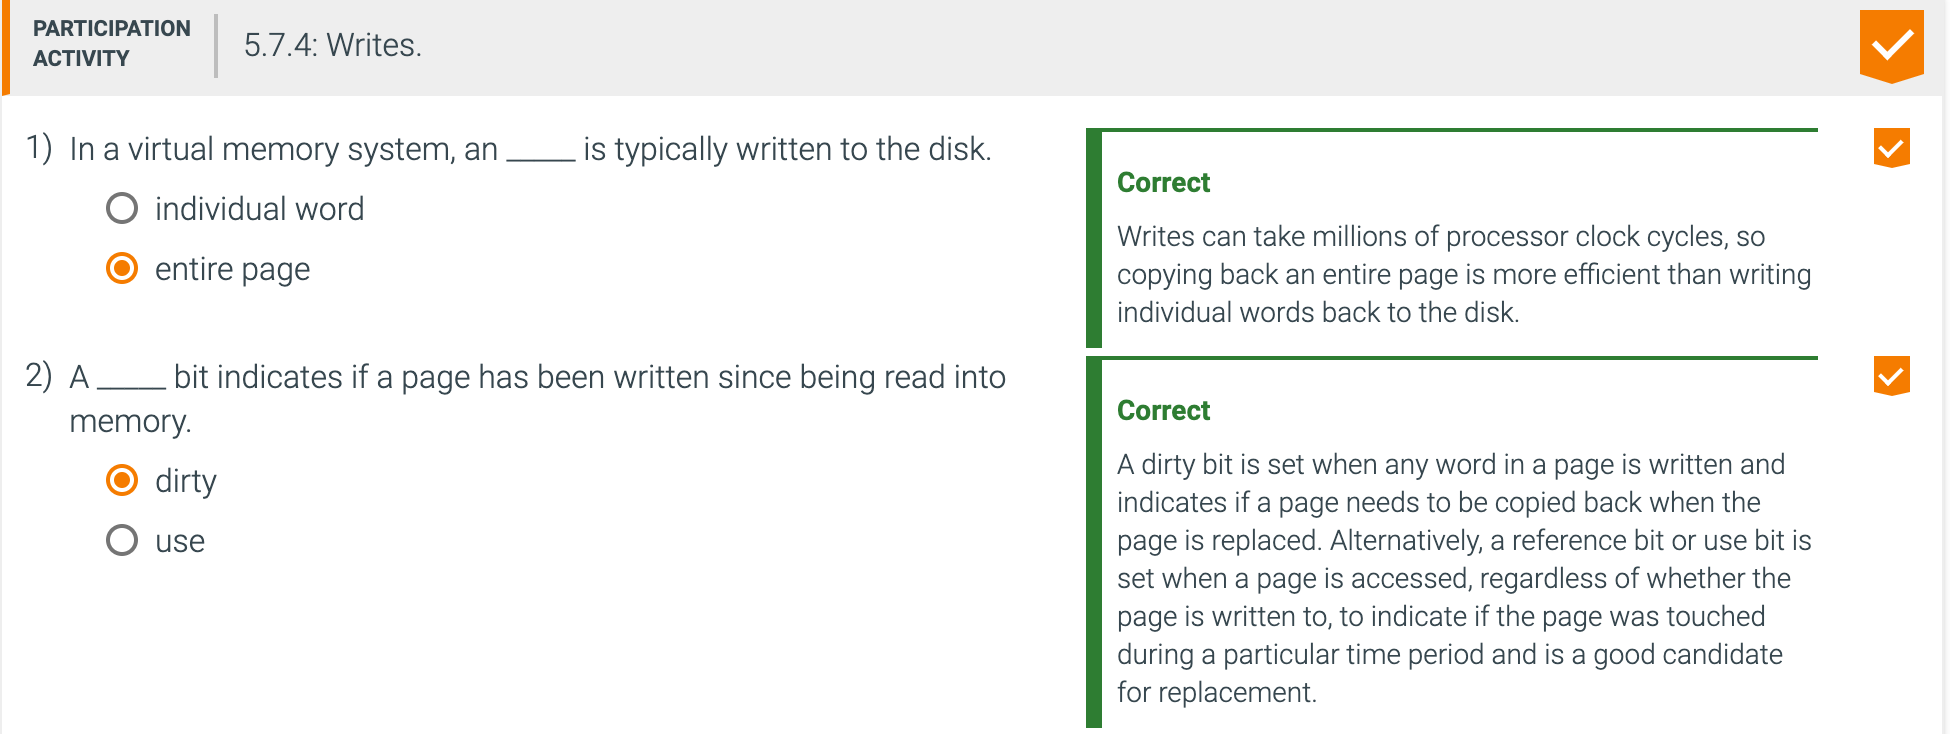 PARTICIPATION
ACTIVITY
5.7.4: Writes.
1) In a virtual memory system, an _____ is typically written to the disk.
individual word
entire page
Correct
Writes can take millions of processor clock cycles, so
copying back an entire page is more efficient than writing
individual words back to the disk.
2) A _____ bit indicates if a page has been written since being read into
memory.
dirty
use
Correct
A dirty bit is set when any word in a page is written and
indicates if a page needs to be copied back when the
page is replaced. Alternatively, a reference bit or use bit is
set when a page is accessed, regardless of whether the
page is written to, to indicate if the page was touched
during a particular time period and is a good candidate
for replacement.